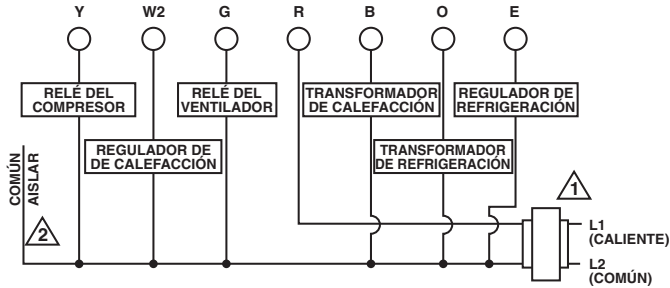 Y W2 G R B O E
RELÉ DEL
COMPRESOR
RELÉ DEL
VENTILADOR
TRANSFORMADOR
DE CALEFACCIÓN
REGULADOR DE
REFRIGERACIÓN
REGULADOR DE
DE CALEFACCIÓN
TRANSFORMADOR
DE REFRIGERACIÓN
COMÚN
AISLAR
2
1
L1
(CALIENTE)
L2
(COMÚN)